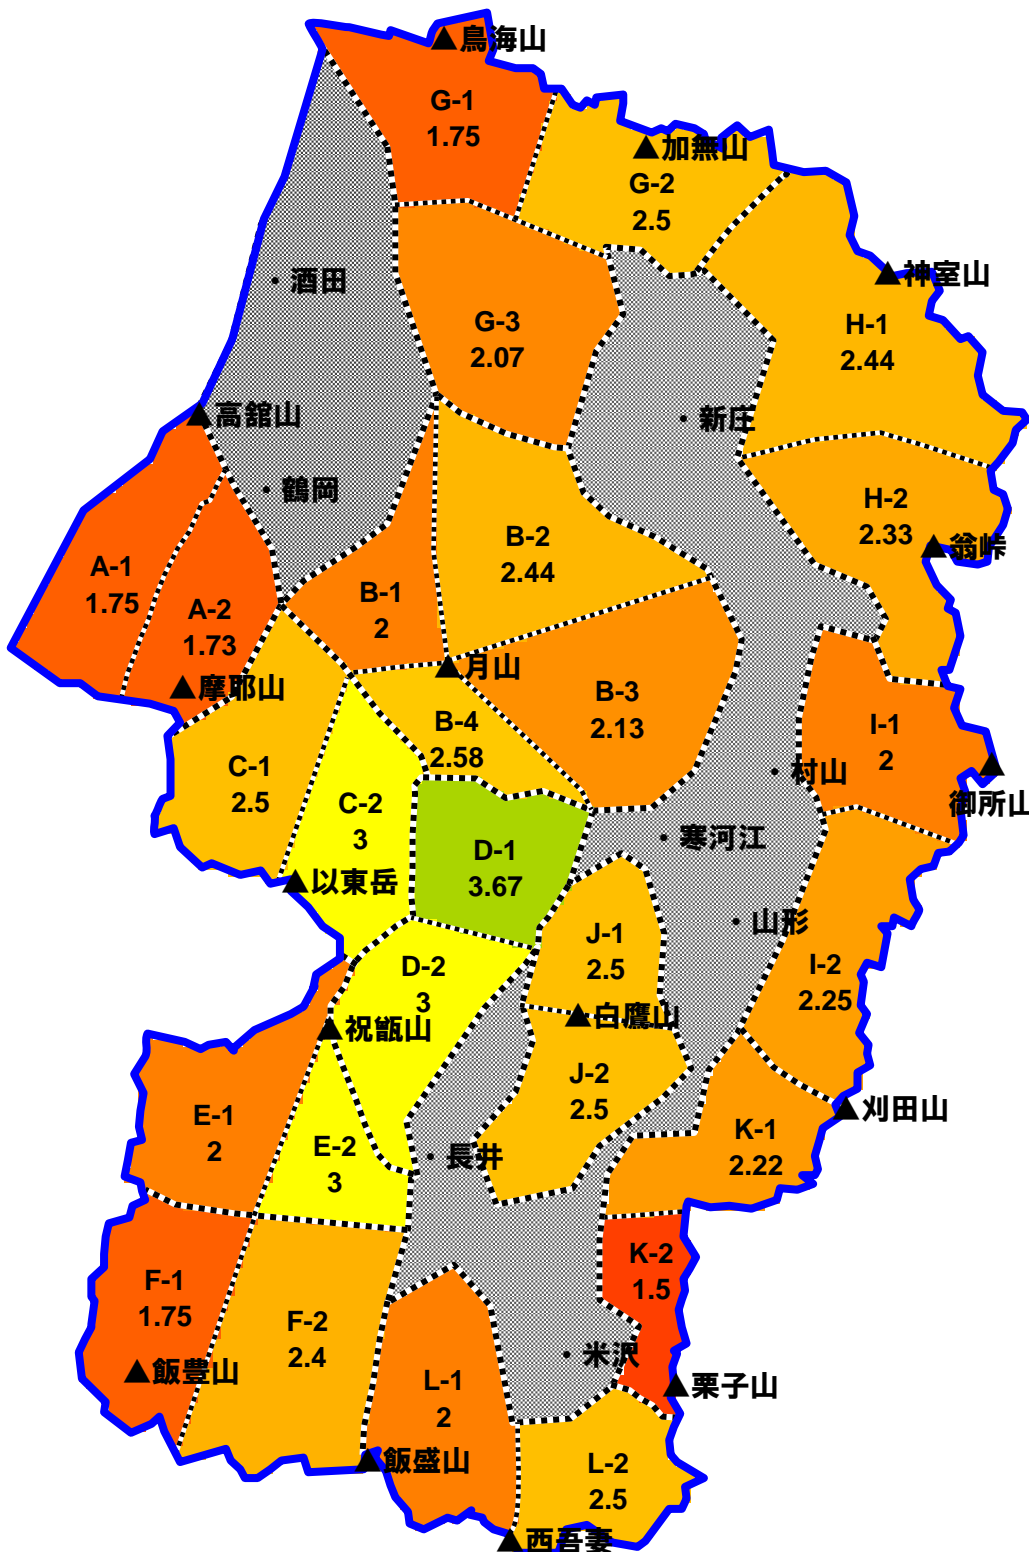 ▲鳥海山
G-1
1.75
▲加無山
G-2
2.5
▲神室山
・酒田
G-3
2.07
H-1
2.44
▲高舘山
・新庄
・鶴岡
H-2
2.33
▲翁峠
B-2
2.44
A-1
1.75
B-1
2
A-2
1.73
▲摩耶山
▲月山
B-3
2.13
B-4
2.58
I-1
2
C-1
2.5
・村山
▲
御所山
C-2
3
・寒河江
D-1
3.67
▲以東岳
・山形
J-1
2.5
D-2
3
I-2
2.25
▲祝瓶山
▲白鷹山
J-2
2.5
▲刈田山
E-1
2
K-1
2.22
E-2
3
・長井
K-2
1.5
F-1
1.75
F-2
2.4
・米沢
▲飯豊山
▲栗子山
L-1
2
▲飯盛山
L-2
2.5
▲西吾妻